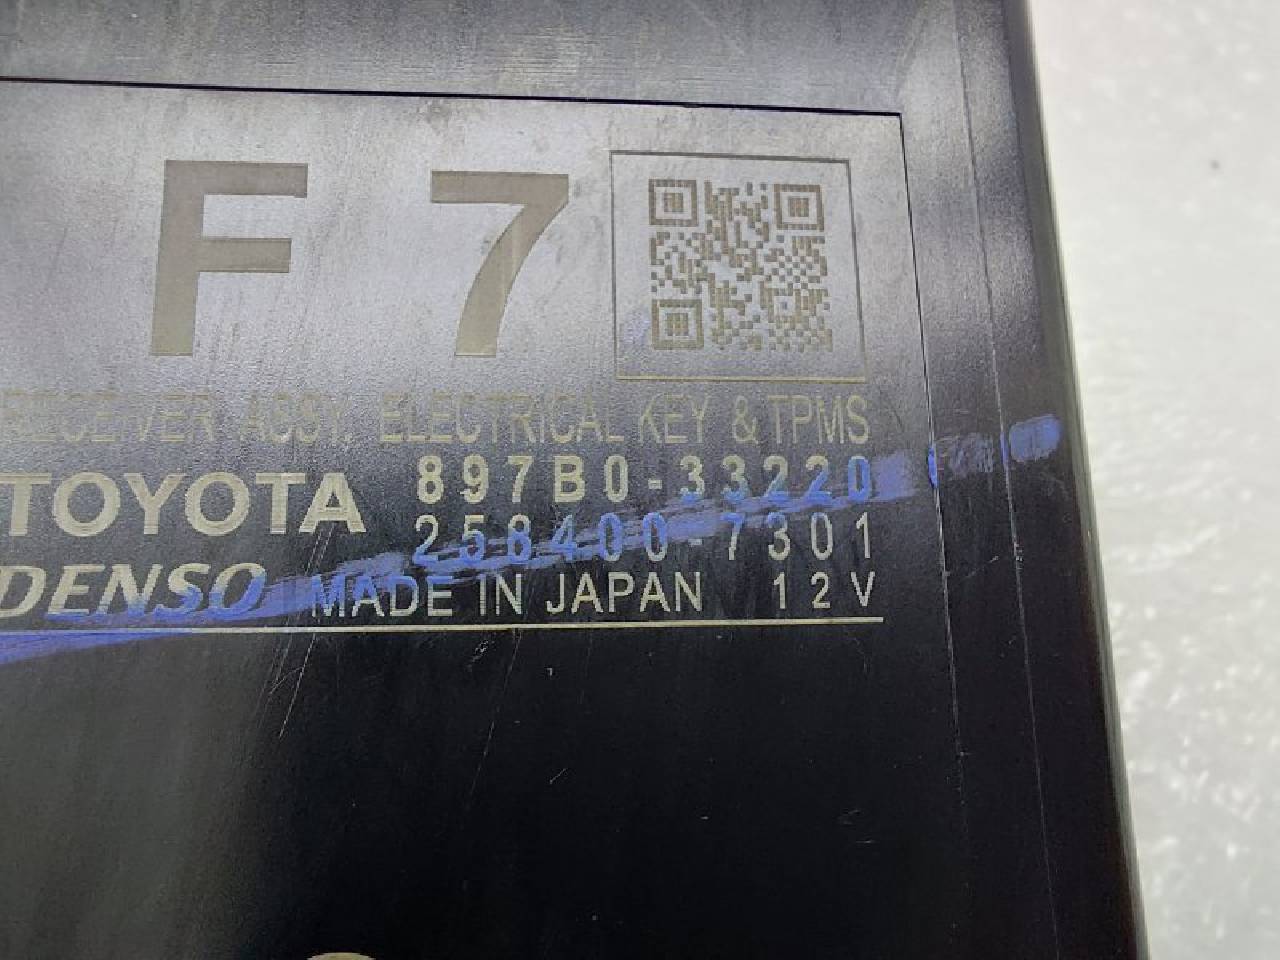 F 7
RECEIVER ASSY, ELECTRICAL KEY & TPMS
TOYOTA 897B0-33220
258400-7301
DENSO MADE IN JAPAN 12V